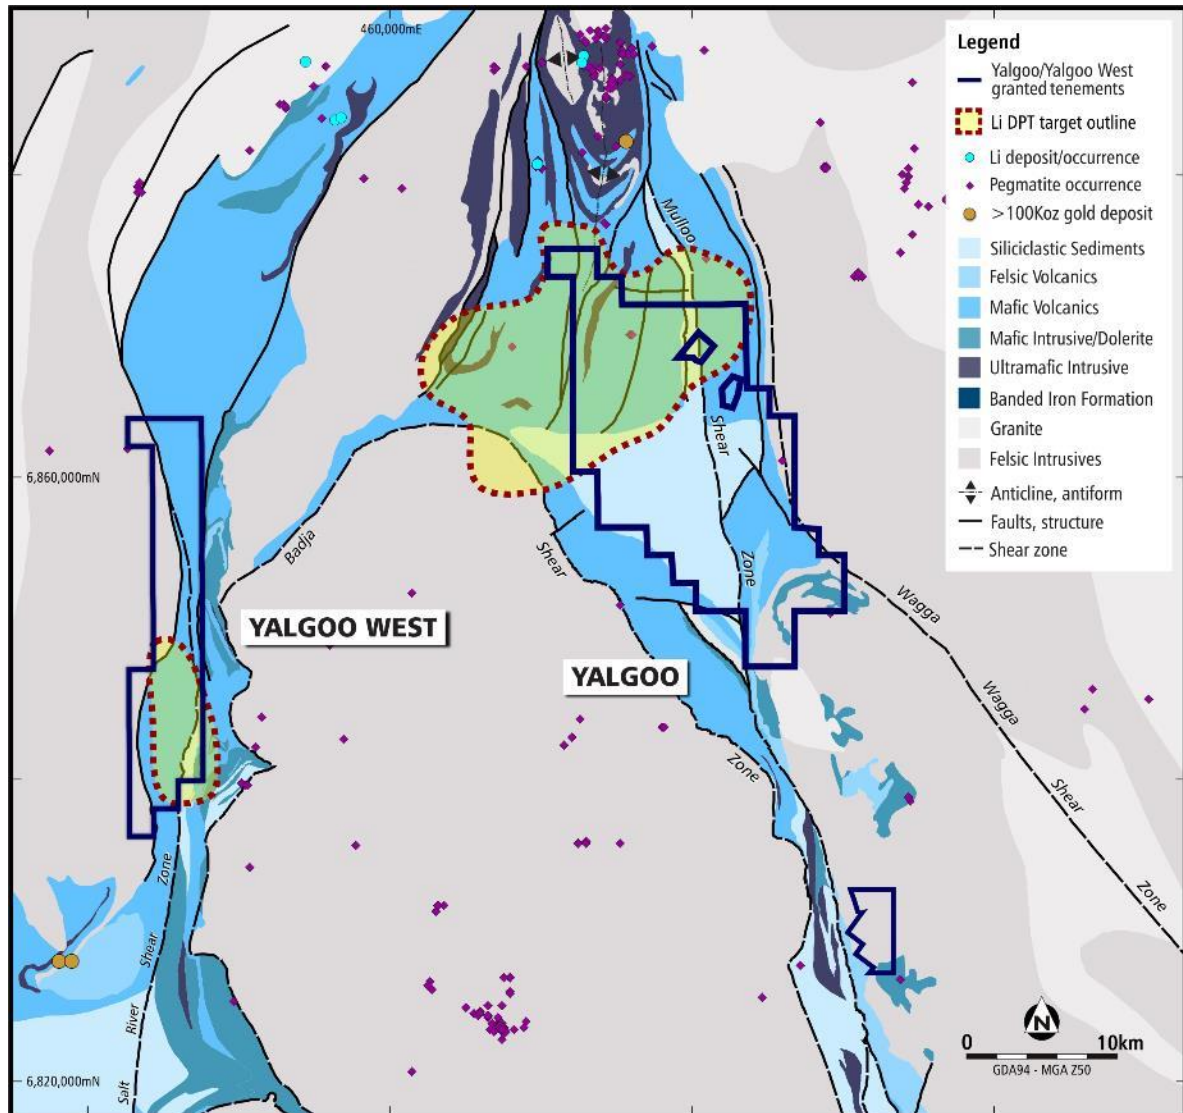 460,000mE
Legend
Yalgoo/Yalgoo West
granted tenements
Li DPT target outline
Li deposit/occurrence
Pegmatite occurrence
>100Koz gold deposit
Siliciclastic Sediments
Felsic Volcanics
Mafic Volcanics
Mafic Intrusive/Dolerite
Ultramafic Intrusive
Banded Iron Formation
Granite
Felsic Intrusives
Anticline, antiform
Faults, structure
Shear zone
Mulloo
Shear
Zone
6,860,000mN
Badja
Shear
Zone
YALGOO WEST
YALGOO
Wagga
Wagga
Shear
Zone
Zone
Shear
River
Salt
6,820,000mN
N
0 10km
GDA94 - MGA Z50